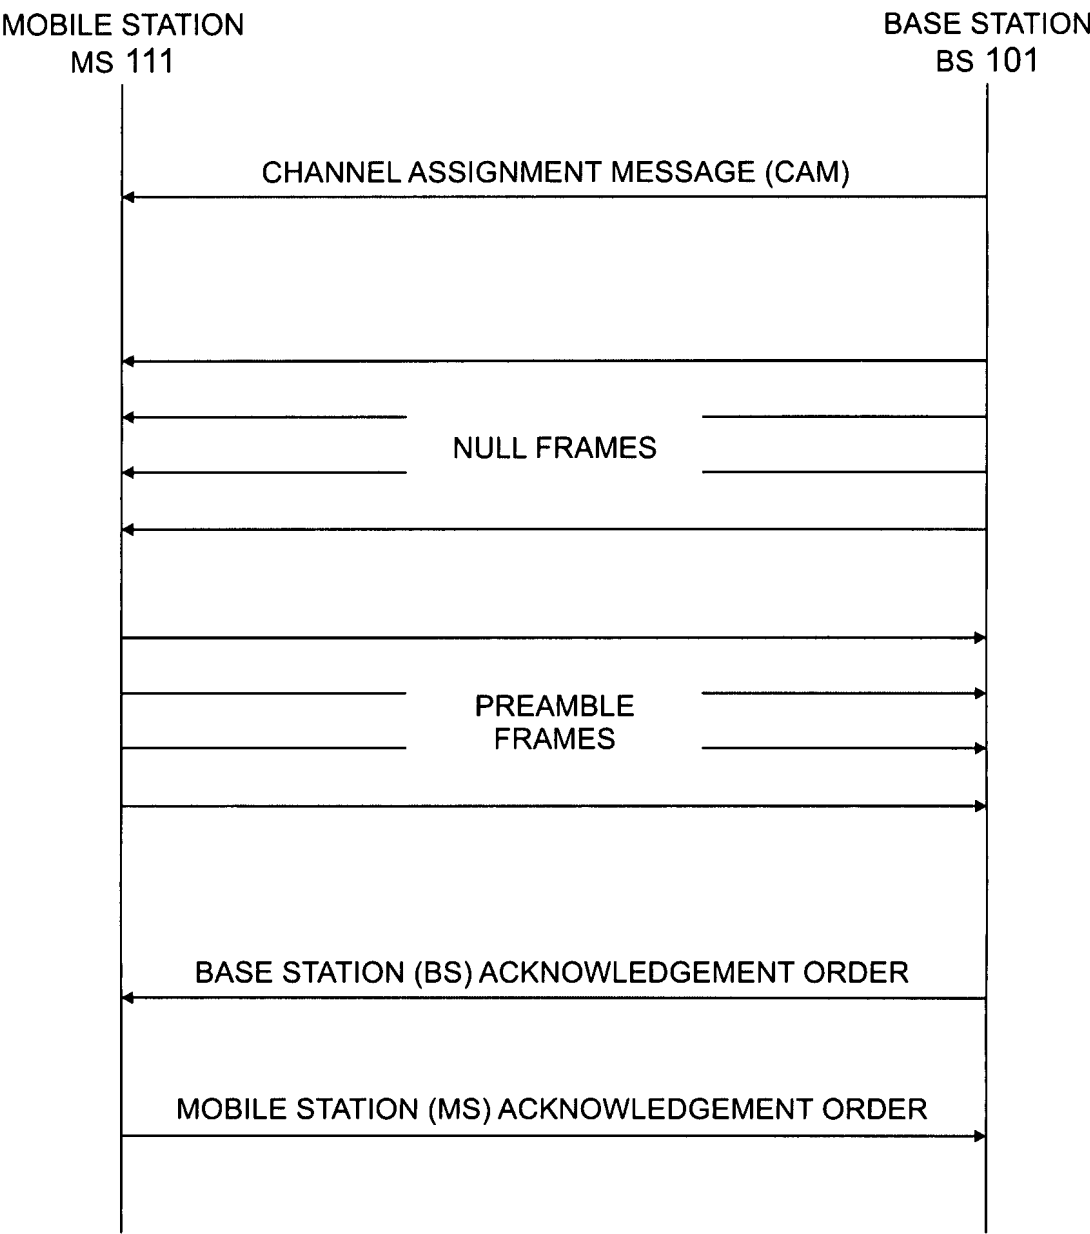 MOBILE STATION
MS 111
BASE STATION
BS 101
CHANNEL ASSIGNMENT MESSAGE (CAM)
NULL FRAMES
PREAMBLE
FRAMES
BASE STATION (BS) ACKNOWLEDGEMENT ORDER
MOBILE STATION (MS) ACKNOWLEDGEMENT ORDER